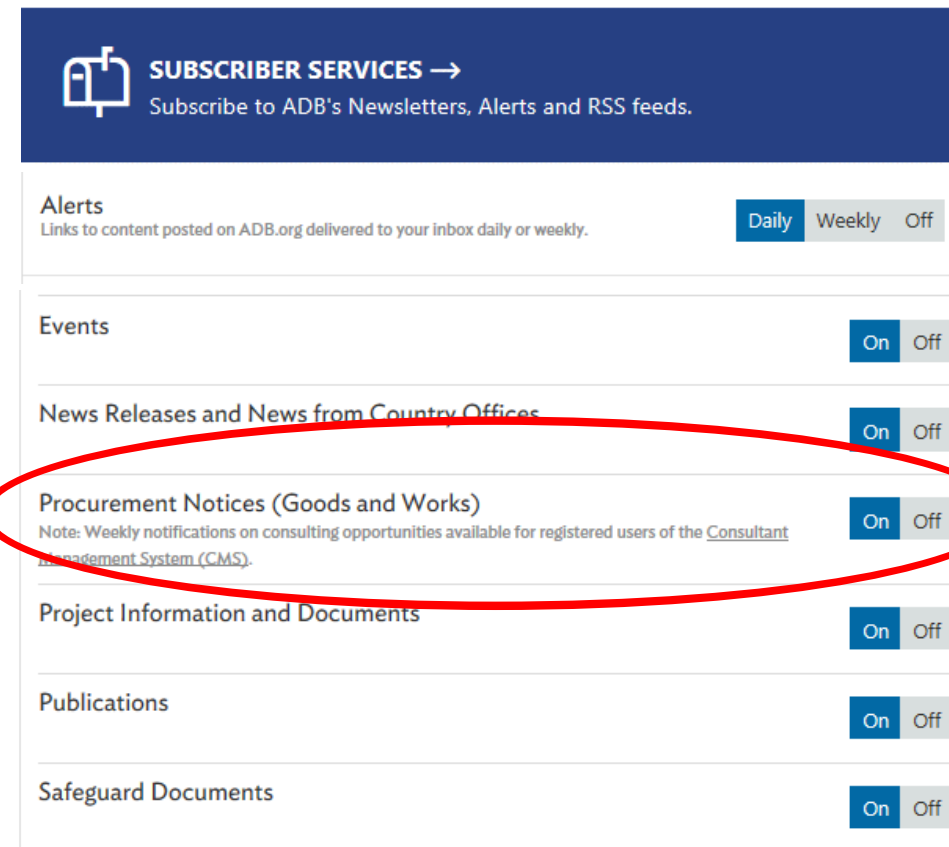 SUBSCRIBER SERVICES →
Subscribe to ADB's Newsletters, Alerts and RSS feeds.
Alerts
Links to content posted on ADB.org delivered to your inbox daily or weekly.
Daily Weekly Off
Events
On Off
News Releases and News from Country Offices
On Off
Procurement Notices (Goods and Works)
Note: Weekly notifications on consulting opportunities available for registered users of the Consultant
Management System (CMS).
On Off
Project Information and Documents
On Off
Publications
On Off
Safeguard Documents
On Off